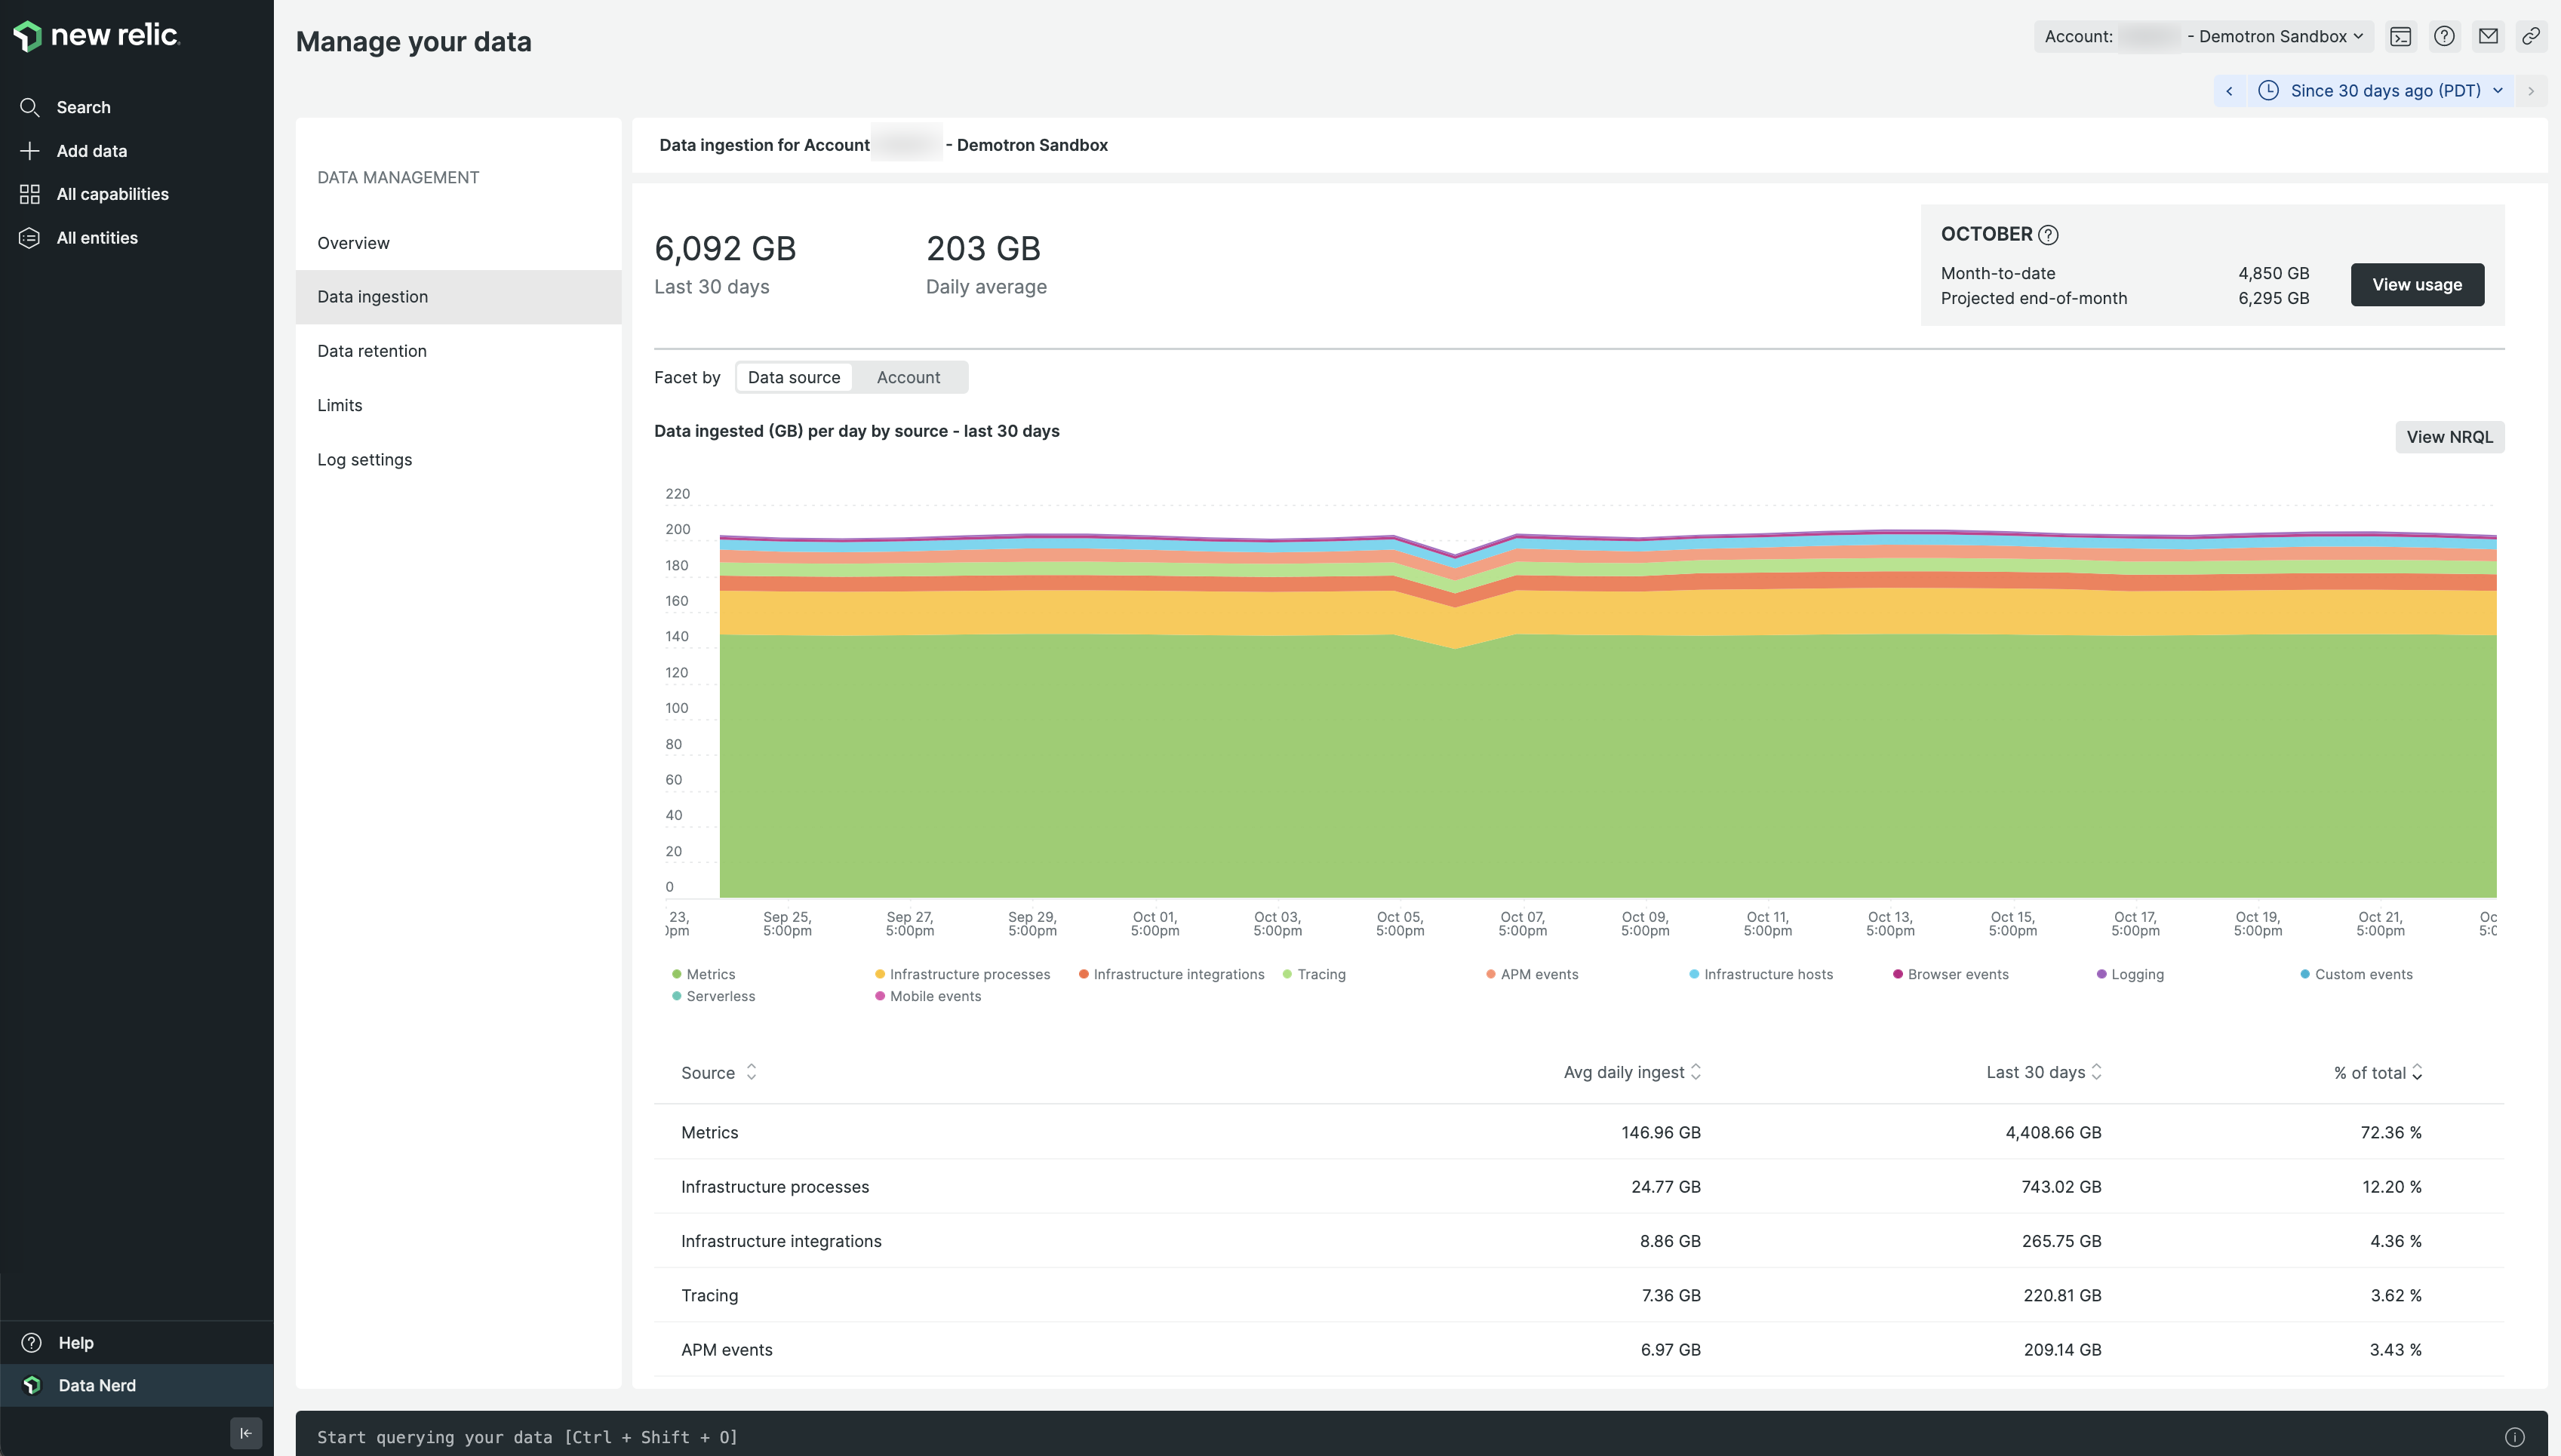 new relic
Search
Add data
All capabilities
All entities
Help
Data Nerd
Manage your data
Account: - Demotron Sandbox
Since 30 days ago (PDT)
DATA MANAGEMENT
Overview
Data ingestion
Data retention
Limits
Log settings
Data ingestion for Account - Demotron Sandbox
6,092 GB
Last 30 days
203 GB
Daily average
OCTOBER
Month-to-date 4,850 GB
Projected end-of-month 6,295 GB
View usage
Facet by Data source Account
Data ingested (GB) per day by source - last 30 days
View NRQL
220
200
180
160
140
120
100
80
60
40
20
0
23, Sep 25, Sep 27, Sep 29, Oct 01, Oct 03, Oct 05, Oct 07, Oct 09, Oct 11, Oct 13, Oct 15, Oct 17, Oct 19, Oct 21, Oc
pm 5:00pm 5:00pm 5:00pm 5:00pm 5:00pm 5:00pm 5:00pm 5:00pm 5:00pm 5:00pm 5:00pm 5:00pm 5:00pm 5:00pm 5:0
Metrics Infrastructure processes Infrastructure integrations Tracing APM events Infrastructure hosts Browser events Logging Custom events
Serverless Mobile events
Source Avg daily ingest Last 30 days % of total
Metrics 146.96 GB 4,408.66 GB 72.36 %
Infrastructure processes 24.77 GB 743.02 GB 12.20 %
Infrastructure integrations 8.86 GB 265.75 GB 4.36 %
Tracing 7.36 GB 220.81 GB 3.62 %
APM events 6.97 GB 209.14 GB 3.43 %
Start querying your data [Ctrl + Shift + O]